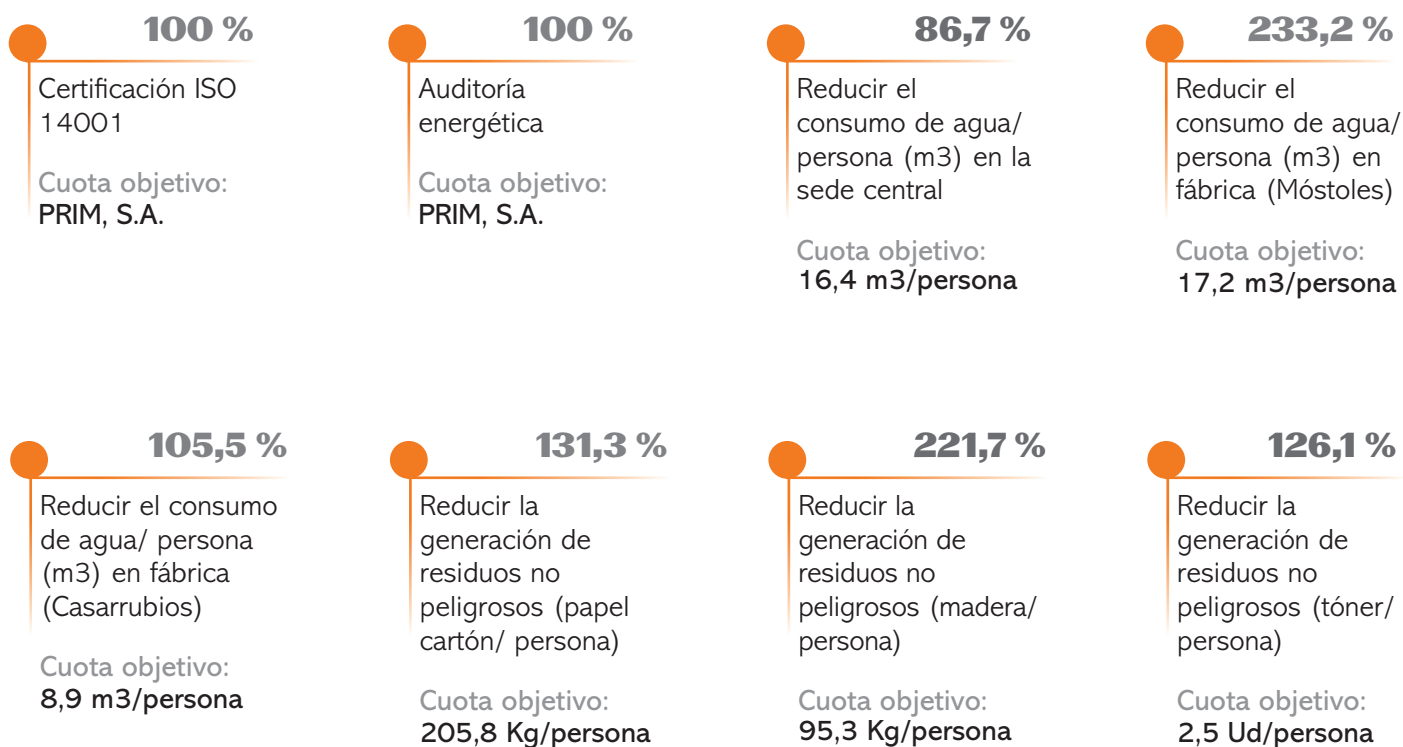 100 %
Certificación ISO
14001
Cuota objetivo:
PRIM, S.A.
100 %
Auditoría
energética
Cuota objetivo:
PRIM, S.A.
86,7 %
Reducir el
consumo de agua/
persona (m3) en la
sede central
Cuota objetivo:
16,4 m3/persona
233,2 %
Reducir el
consumo de agua/
persona (m3) en
fábrica (Móstoles)
Cuota objetivo:
17,2 m3/persona
105,5 %
Reducir el consumo
de agua/ persona
(m3) en fábrica
(Casarrubios)
Cuota objetivo:
8,9 m3/persona
131,3 %
Reducir la
generación de
residuos no
peligrosos (papel
cartón/ persona)
Cuota objetivo:
205,8 Kg/persona
221,7 %
Reducir la
generación de
residuos no
peligrosos (madera/
persona)
Cuota objetivo:
95,3 Kg/persona
126,1 %
Reducir la
generación de
residuos no
peligrosos (tóner/
persona)
Cuota objetivo:
2,5 Ud/persona